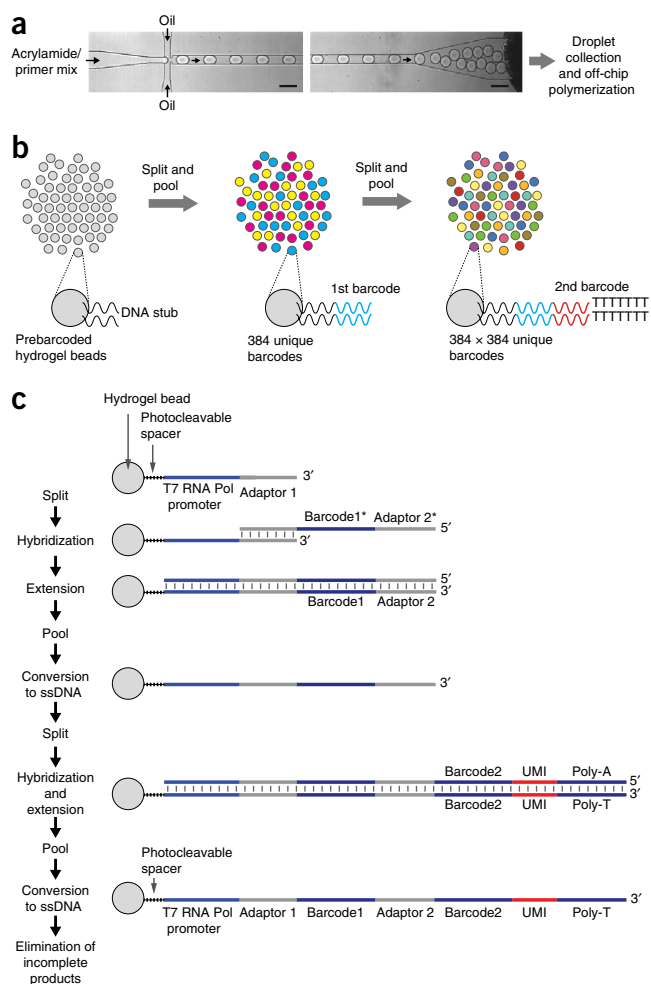 a
Oil
Acrylamide/
primer mix
Oil
Droplet
collection
and off-chip
polymerization
b
Split and
pool
Split and
pool
DNA stub
1st barcode
2nd barcode
TTTTTTT
TTTTTTT
Prebarcoded
hydrogel beads
384 unique
barcodes
384 × 384 unique
barcodes
c
Hydrogel bead
Photocleavable
spacer
3′
T7 RNA Pol
promoter
Adaptor 1
Split
Barcode1*
Adaptor 2*
5′
Hybridization
3′
Extension
5′
3′
Barcode1
Adaptor 2
Pool
Conversion
to ssDNA
3′
Split
Hybridization
and
extension
Barcode2
UMI
Poly-A
5′
3′
Barcode2
UMI
Poly-T
Pool
Photocleavable
spacer
Conversion
to ssDNA
3′
T7 RNA Pol
promoter
Adaptor 1
Barcode1
Adaptor 2
Barcode2
UMI
Poly-T
Elimination of
incomplete
products